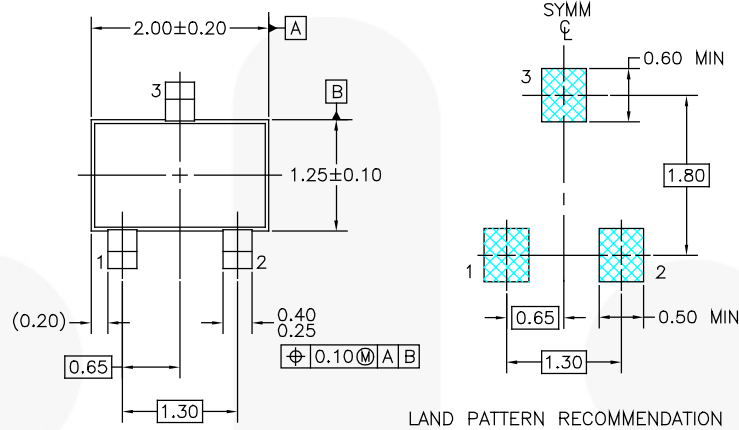 2.00±0.20
A
3
B
1.25±0.10
1
2
(0.20)
0.40
0.25
⌖ 0.10 Ⓜ A B
0.65
1.30
SYMM
℄
0.60 MIN
3
1.80
1
2
0.65
0.50 MIN
1.30
LAND PATTERN RECOMMENDATION